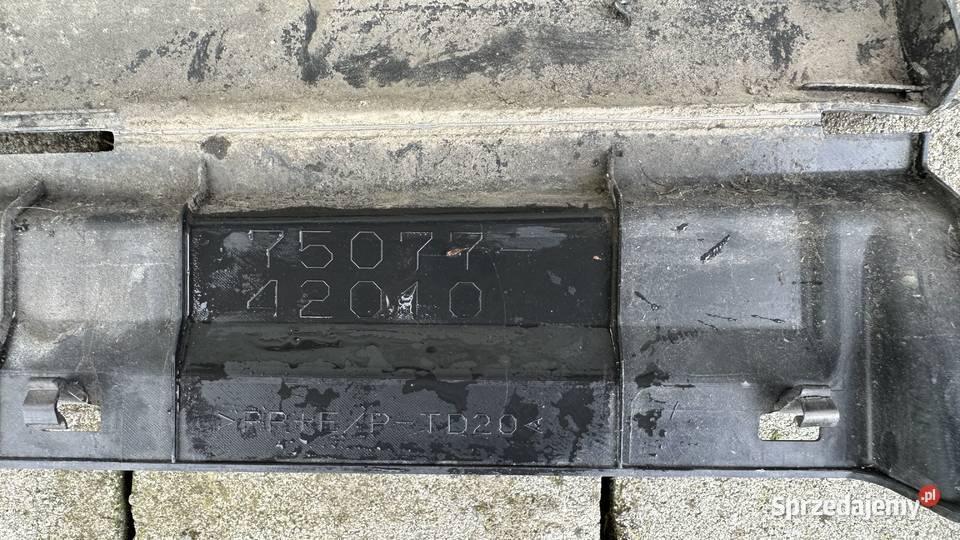 75077-
42010
>PP+E/P-TD20<
Sprzedajemy.pl